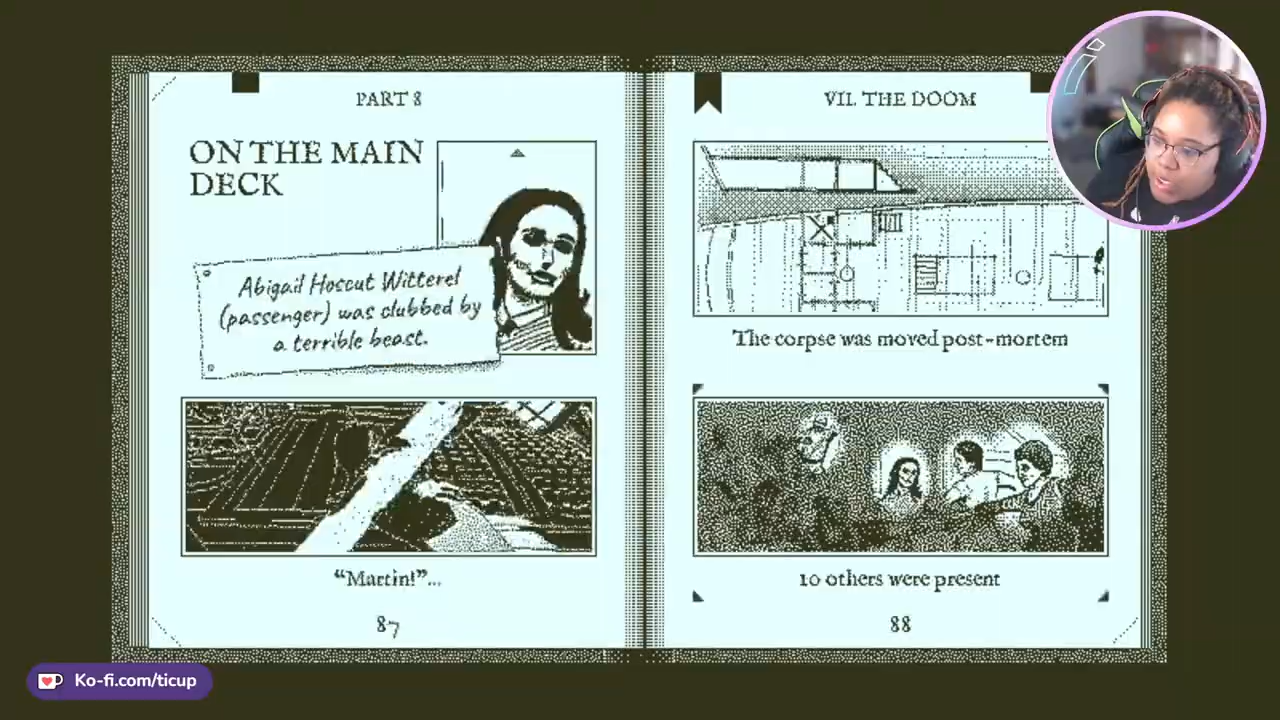 PART 8
ON THE MAIN
DECK
Abigail Hoscut Witterel
(passenger) was clubbed by
a terrible beast.
"Martin!"...
87
VII. THE DOOM
The corpse was moved post-mortem
10 others were present
88
Ko-fi.com/ticup